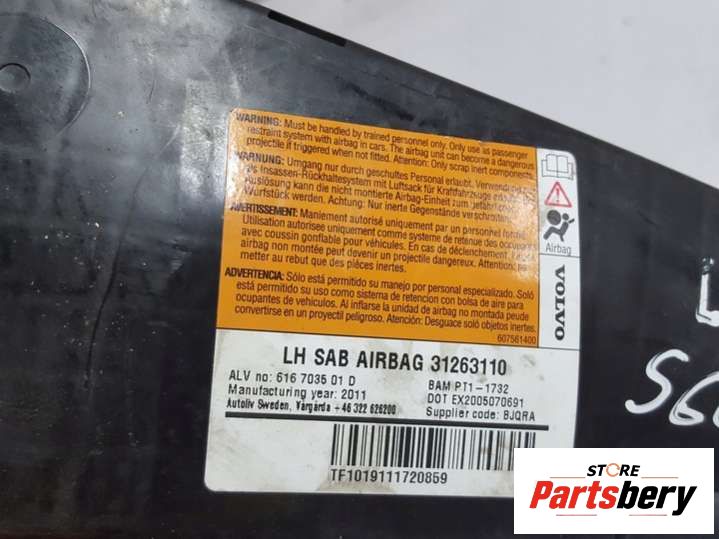 WARNING: Must be handled by trained personnel only. Only use as passenger
restraint system with airbag in cars. The airbag unit can become a dangerous
projectile if triggered when not fitted. Attention: Only scrap inert components.
WARNUNG: Umgang nur durch geschultes Personal erlaubt. Verwendung
als Insassen-Rückhaltesystem mit Luftsack für Kraftfahrzeuge
Auslösung kann die nicht montierte Airbag-Einheit zum
Wurfstück werden. Achtung: Nur inerte Gegenstände verschrotten.
AVERTISSEMENT: Maniement autorisé uniquement par un personnel formé.
Utilisation autorisée uniquement comme système de retenue des occupants
avec coussin gonflable pour véhicules. En cas de déclenchement,
airbag non montée peut devenir un projectile dangereux. Attention:
mettre au rebut que des pièces inertes.
ADVERTENCIA: Sólo está permitido su manejo por personal especializado. Solo
está permitido su uso como sistema de retencion con bolsa de aire para
ocupantes de vehículos. Al inflarse la unidad de airbag no montada peude
convertirse en un proyectil peligroso. Atención: Desguace solo objetos inertes.
607561400
Airbag
VOLVO
LH SAB AIRBAG 31263110
ALV no: 616 7035 01 D
BAM PT1-1732
Manufacturing year: 2011
DOT EX2005070691
Autoliv Sweden, Vårgårda +46 322 626200
Supplier code: BJQRA
TF1019111720859
STORE
Partsbery